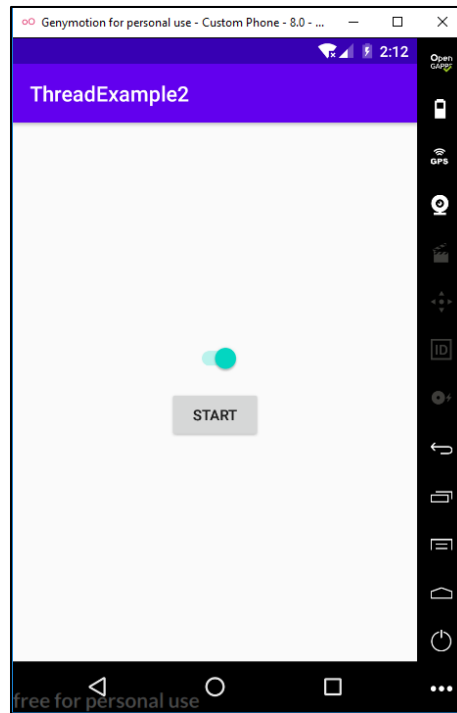 Genymotion for personal use - Custom Phone - 8.0 - ...
2:12
Open
GAPPS
ThreadExample2
GPS
ID
START
free for personal use